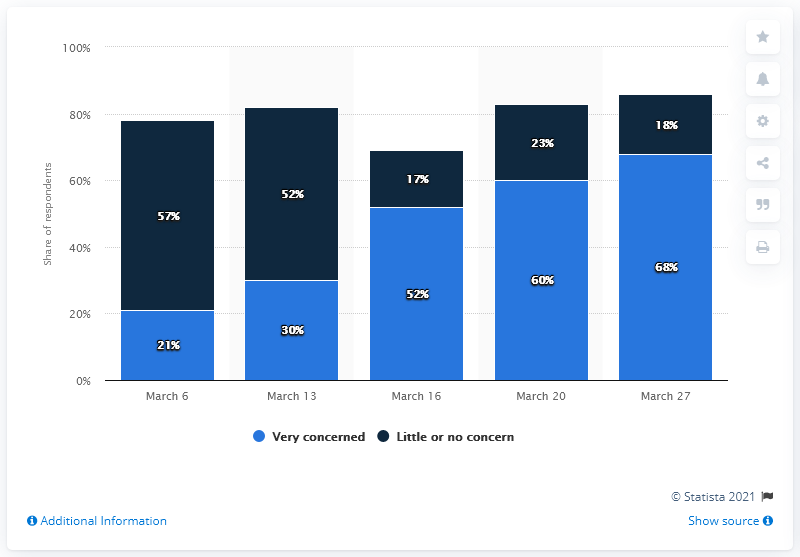 100%
80%
60%
40%
20%
0%
Share of respondents
57%
52%
17%
23%
18%
21%
30%
52%
60%
68%
March 6
March 13
March 16
March 20
March 27
Very concerned
Little or no concern
© Statista 2021
Additional Information
Show source